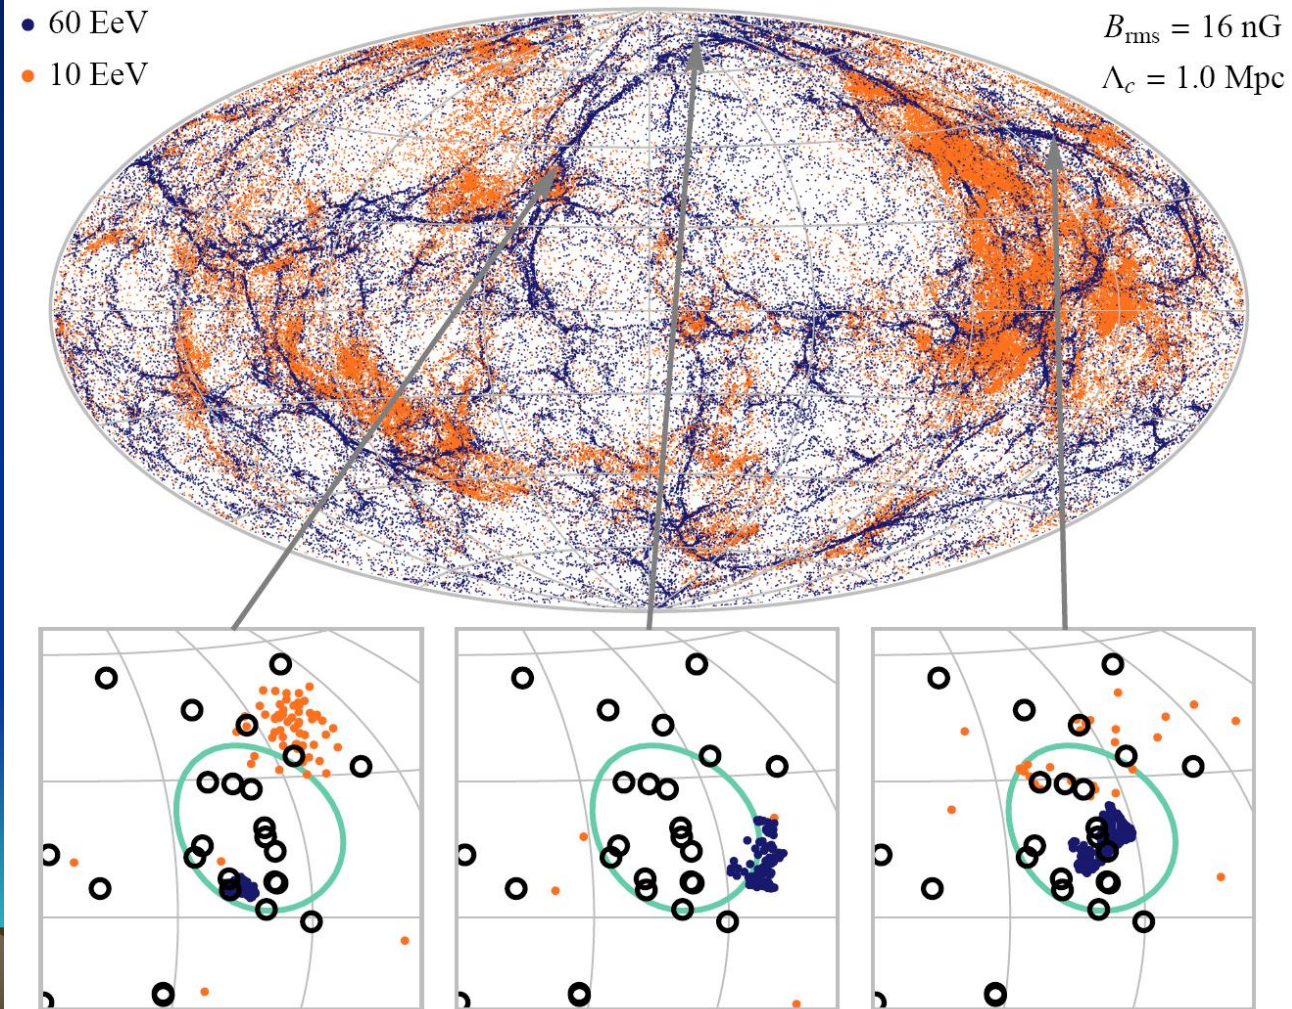 60 EeV
10 EeV
B_rms = 16 nG
Λ_c = 1.0 Mpc